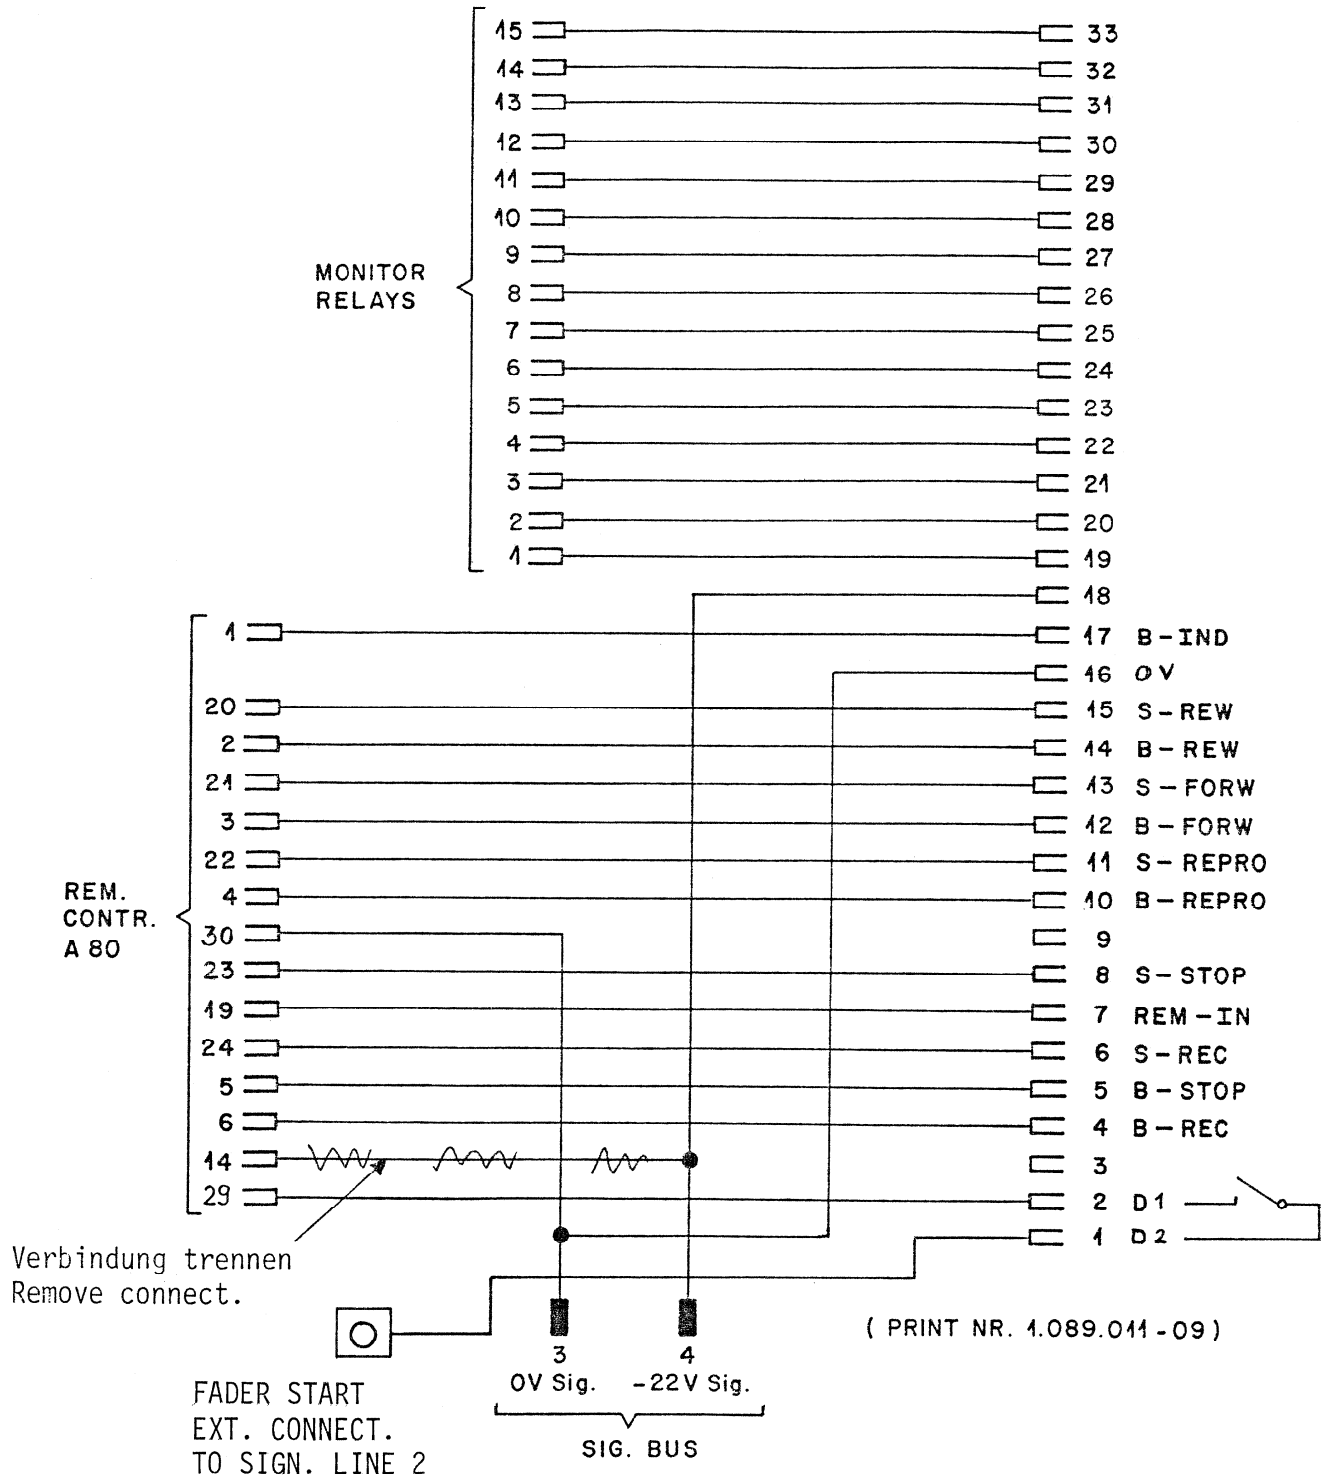 15 33
14 32
13 31
12 30
11 29
10 28
9 27
MONITOR
RELAYS
8 26
7 25
6 24
5 23
4 22
3 21
2 20
1 19
18
1 17 B-IND
16 0V
20 15 S-REW
2 14 B-REW
21 13 S-FORW
3 12 B-FORW
22 11 S-REPRO
REM.
CONTR.
A 80
4 10 B-REPRO
30 9
23 8 S-STOP
19 7 REM-IN
24 6 S-REC
5 5 B-STOP
6 4 B-REC
14 3
29 2 D1
1 D2
Verbindung trennen
Remove connect.
( PRINT NR. 1.089.011-09 )
3 4
0V Sig. -22V Sig.
SIG. BUS
FADER START
EXT. CONNECT.
TO SIGN. LINE 2